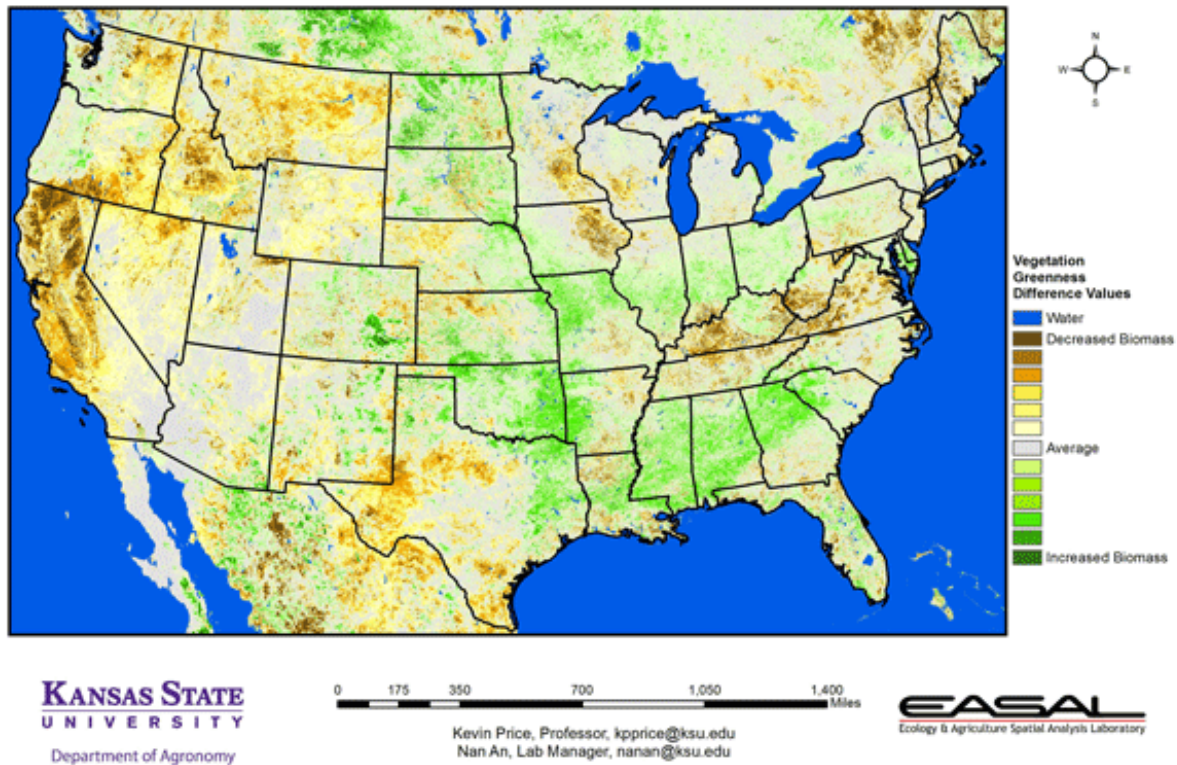 N
W E
S
Vegetation
Greenness
Difference Values
Water
Decreased Biomass
Average
Increased Biomass
KANSAS STATE
UNIVERSITY
Department of Agronomy
0 175 350 700 1,050 1,400
Miles
Kevin Price, Professor, kpprice@ksu.edu
Nan An, Lab Manager, nanan@ksu.edu
EASAL
Ecology & Agriculture Spatial Analysis Laboratory